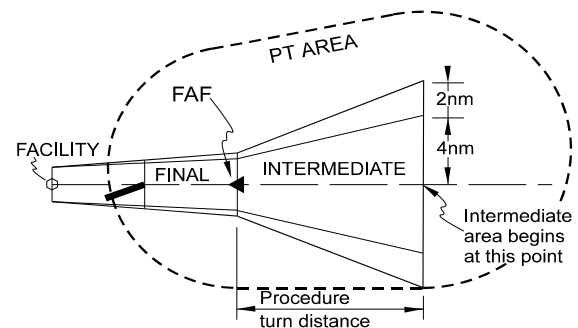 PT AREA
FAF
2nm
4nm
FACILITY
FINAL
INTERMEDIATE
Intermediate
area begins
at this point
Procedure
turn distance